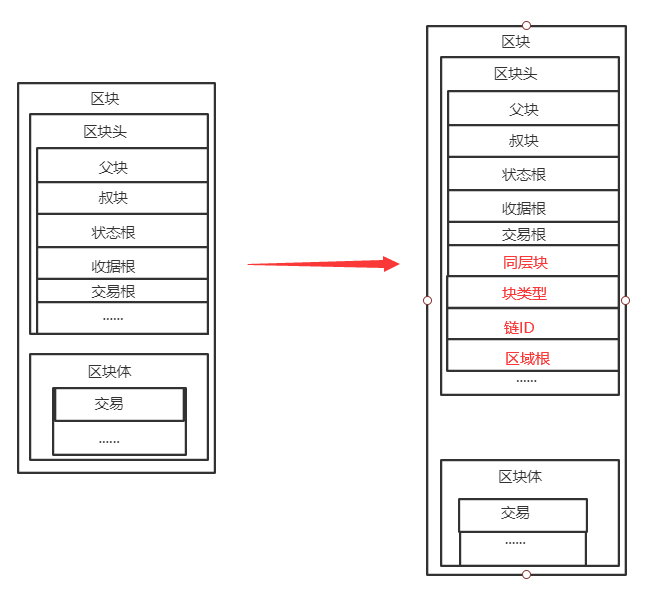 区块
区块头
父块
叔块
状态根
收据根
交易根
......
区块体
交易
......
区块
区块头
父块
叔块
状态根
收据根
交易根
同层块
块类型
链ID
区域根
......
区块体
交易
......